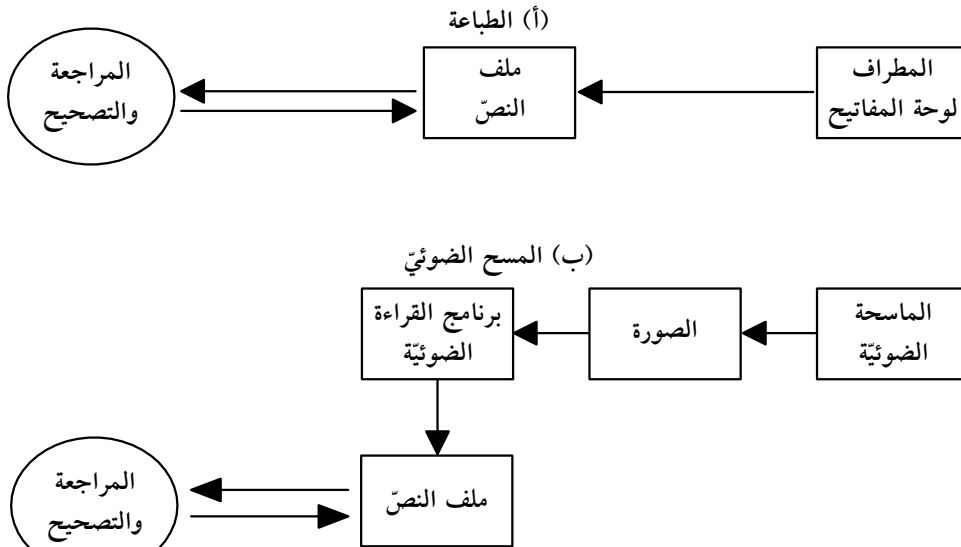 (أ) الطباعة
المطراف
لوحة المفاتيح
ملف
النصّ
المراجعة
والتصحيح
(ب) المسح الضوئيّ
الماسحة
الضوئيّة
الصورة
برنامج القراءة
الضوئيّة
ملف النصّ
المراجعة
والتصحيح